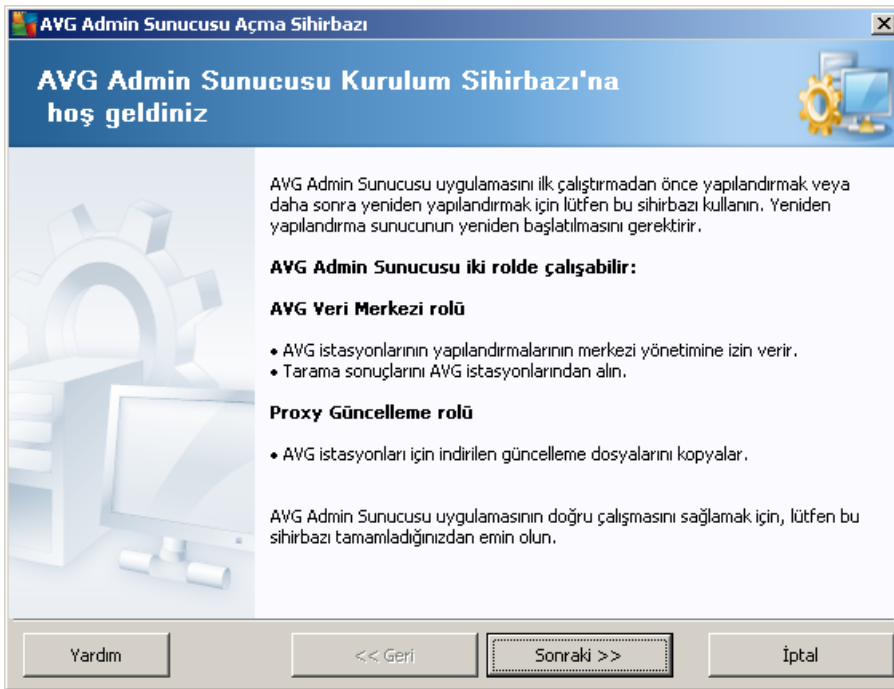 AVG Admin Sunucusu Açma Sihirbazı
AVG Admin Sunucusu Kurulum Sihirbazı'na
hoş geldiniz
AVG Admin Sunucusu uygulamasını ilk çalıştırmadan önce yapılandırmak veya
daha sonra yeniden yapılandırmak için lütfen bu sihirbazı kullanın. Yeniden
yapılandırma sunucunun yeniden başlatılmasını gerektirir.
AVG Admin Sunucusu iki rolde çalışabilir:
AVG Veri Merkezi rolü
• AVG istasyonlarının yapılandırmalarının merkezi yönetimine izin verir.
• Tarama sonuçlarını AVG istasyonlarından alın.
Proxy Güncelleme rolü
• AVG istasyonları için indirilen güncelleme dosyalarını kopyalar.
AVG Admin Sunucusu uygulamasının doğru çalışmasını sağlamak için, lütfen bu
sihirbazı tamamladığınızdan emin olun.
Yardım
<< Geri
Sonraki >>
İptal